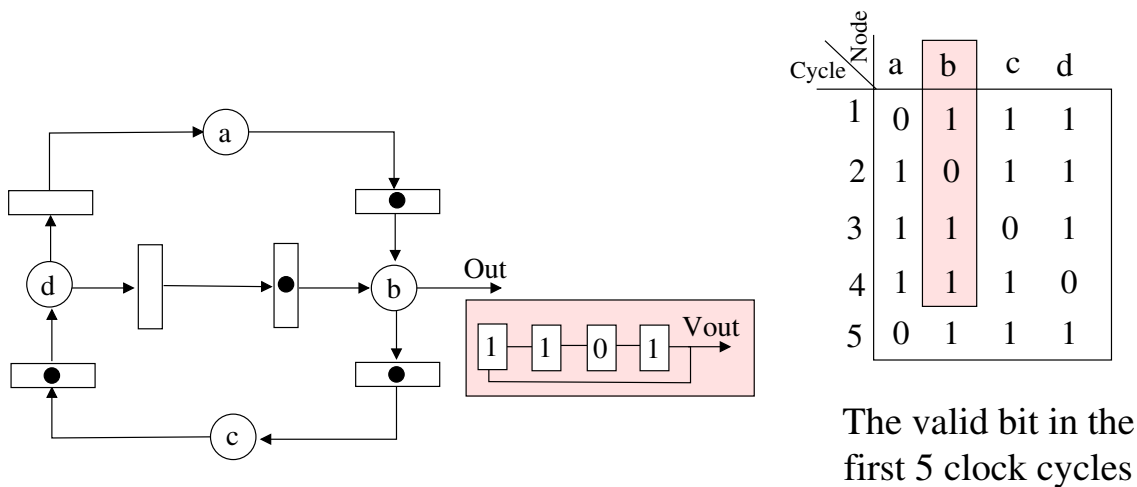 a
d
b
c
Out
1 1 0 1 Vout
Cycle Node a b c d
1 0 1 1 1
2 1 0 1 1
3 1 1 0 1
4 1 1 1 0
5 0 1 1 1
The valid bit in the
first 5 clock cycles